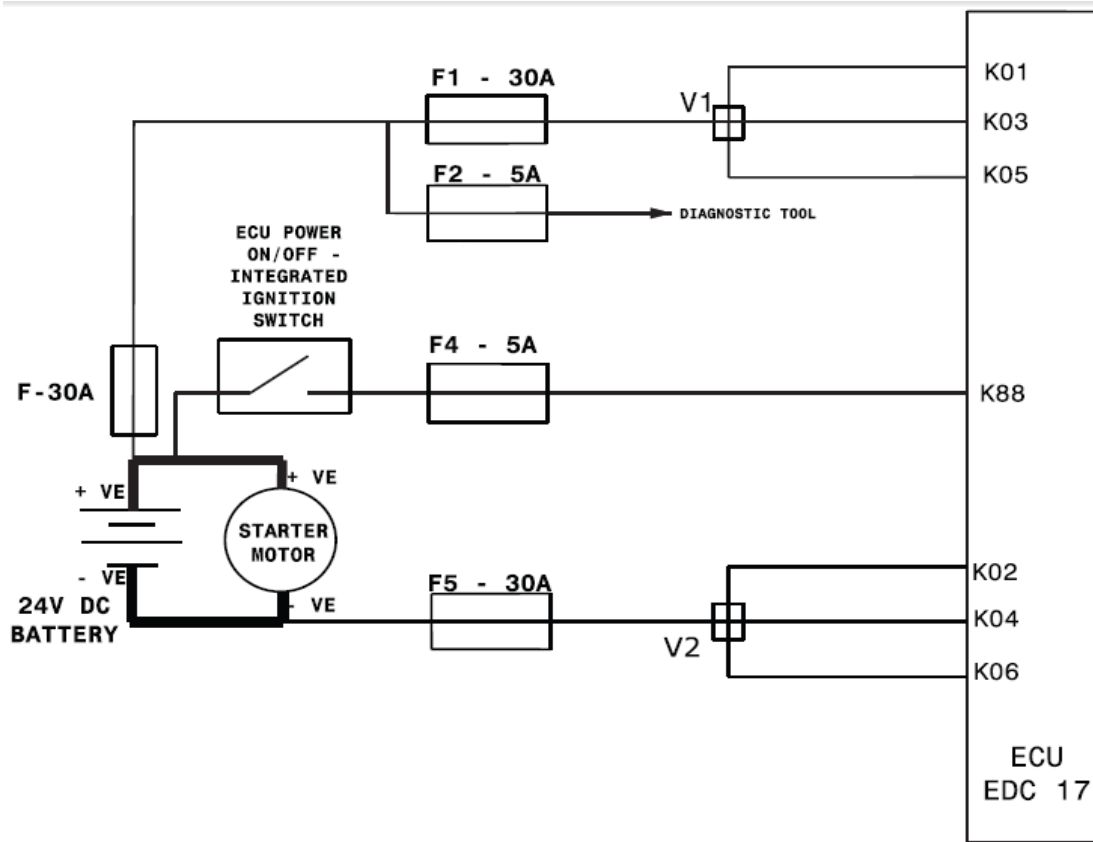 F1 - 30A
K01
V1
K03
F2 - 5A
K05
DIAGNOSTIC TOOL
ECU POWER
ON/OFF -
INTEGRATED
IGNITION
SWITCH
F4 - 5A
F-30A
K88
+ VE
+ VE
STARTER
MOTOR
- VE
- VE
24V DC
BATTERY
F5 - 30A
K02
K04
V2
K06
ECU
EDC 17